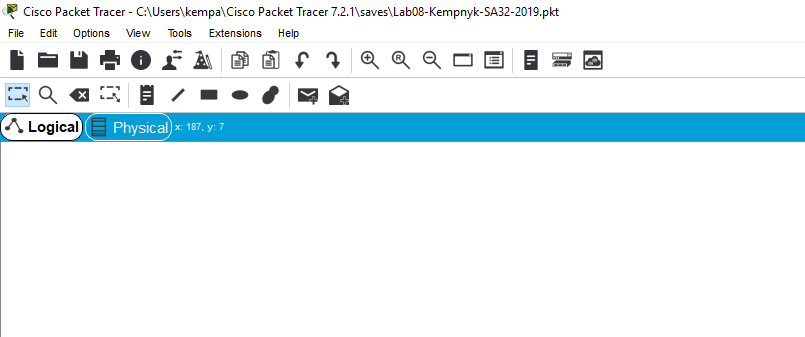 Cisco Packet Tracer - C:\Users\kempa\Cisco Packet Tracer 7.2.1\saves\Lab08-Kempnyk-SA32-2019.pkt
File Edit Options View Tools Extensions Help
Logical Physical x: 187, y: 7